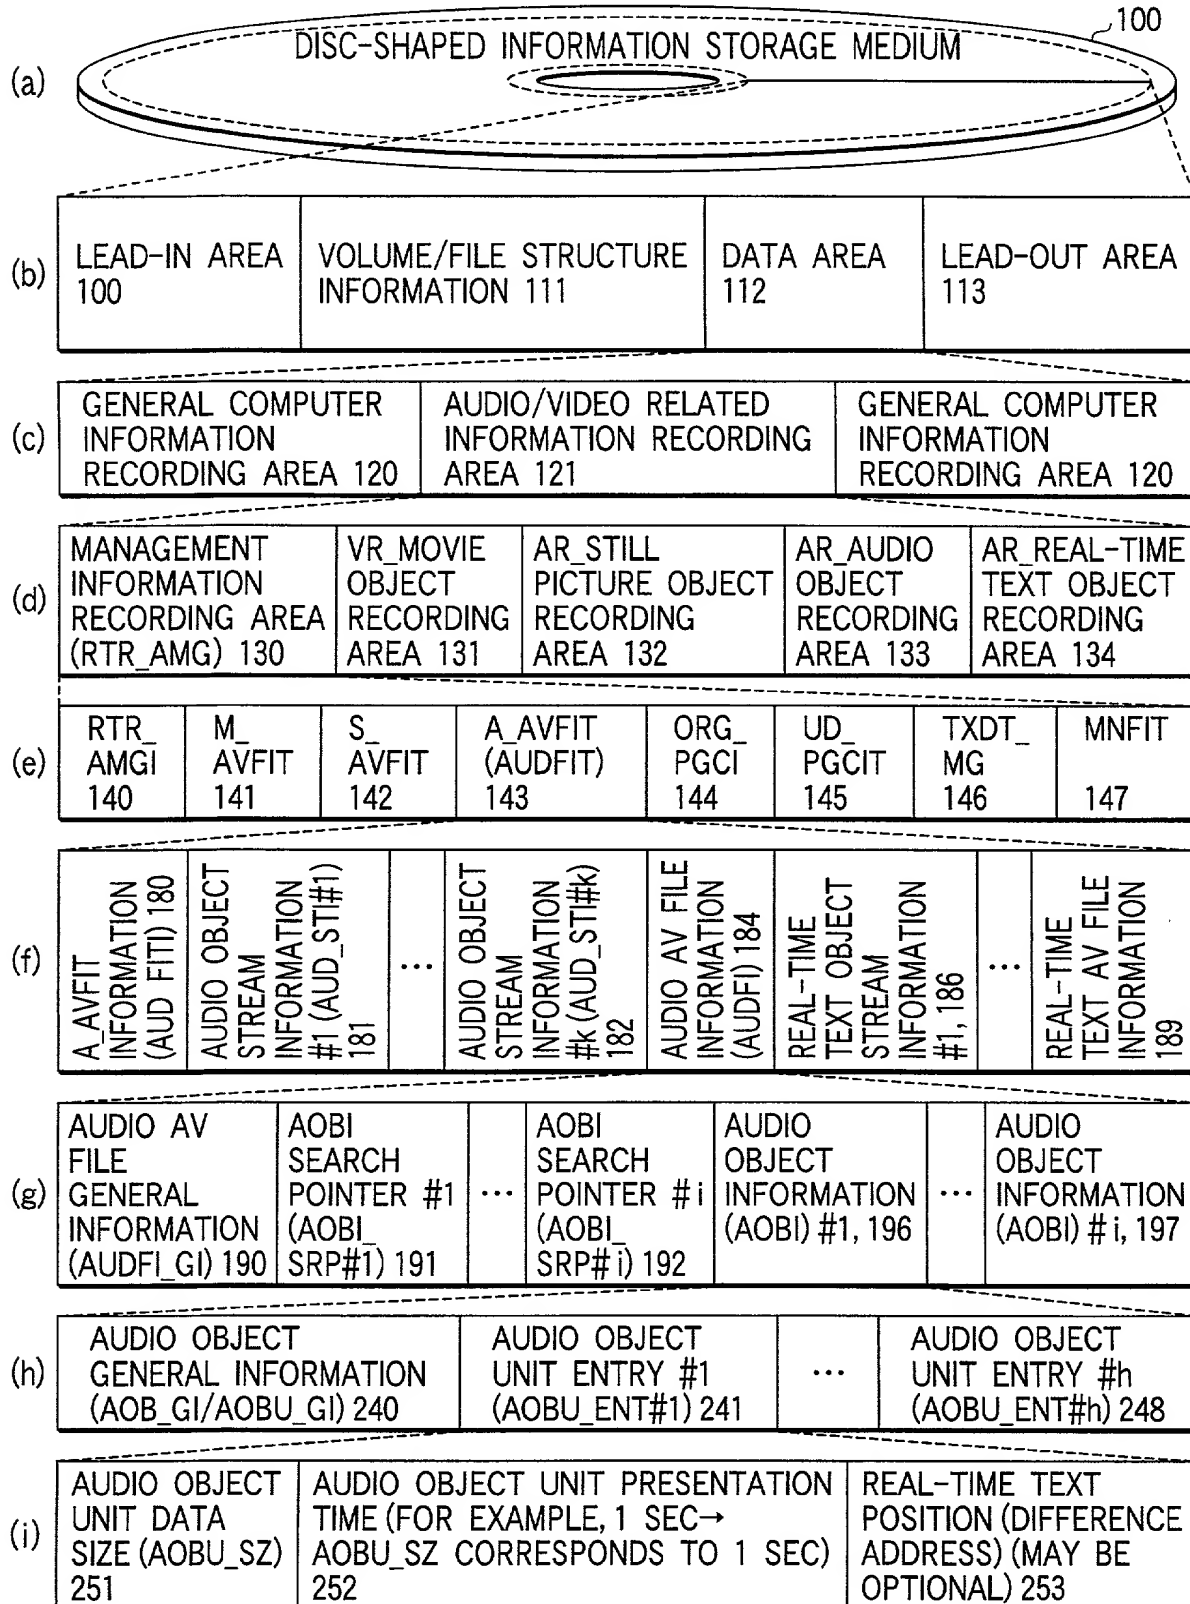 100
DISC-SHAPED INFORMATION STORAGE MEDIUM
(a)
(b)
LEAD-IN AREA
100
VOLUME/FILE STRUCTURE
INFORMATION 111
DATA AREA
112
LEAD-OUT AREA
113
(c)
GENERAL COMPUTER
INFORMATION
RECORDING AREA 120
AUDIO/VIDEO RELATED
INFORMATION RECORDING
AREA 121
GENERAL COMPUTER
INFORMATION
RECORDING AREA 120
(d)
MANAGEMENT
INFORMATION
RECORDING AREA
(RTR_AMG) 130
VR_MOVIE
OBJECT
RECORDING
AREA 131
AR_STILL
PICTURE OBJECT
RECORDING
AREA 132
AR_AUDIO
OBJECT
RECORDING
AREA 133
AR_REAL-TIME
TEXT OBJECT
RECORDING
AREA 134
(e)
RTR_
AMGI
140
M_
AVFIT
141
S_
AVFIT
142
A_AVFIT
(AUDFIT)
143
ORG_
PGCI
144
UD_
PGCIT
145
TXDT_
MG
146
MNFIT
147
(f)
A_AVFIT
INFORMATION
(AUD FITI) 180
AUDIO OBJECT
STREAM
INFORMATION
#1 (AUD_STI#1)
181
...
AUDIO OBJECT
STREAM
INFORMATION
#k (AUD_STI#k)
182
AUDIO AV FILE
INFORMATION
(AUDFI) 184
REAL-TIME
TEXT OBJECT
STREAM
INFORMATION
#1, 186
...
REAL-TIME
TEXT AV FILE
INFORMATION
189
(g)
AUDIO AV
FILE
GENERAL
INFORMATION
(AUDFI_GI) 190
AOBI
SEARCH
POINTER #1
(AOBI_
SRP#1) 191
...
AOBI
SEARCH
POINTER #i
(AOBI_
SRP#i) 192
AUDIO
OBJECT
INFORMATION
(AOBI) #1, 196
...
AUDIO
OBJECT
INFORMATION
(AOBI) #i, 197
(h)
AUDIO OBJECT
GENERAL INFORMATION
(AOB_GI/AOBU_GI) 240
AUDIO OBJECT
UNIT ENTRY #1
(AOBU_ENT#1) 241
...
AUDIO OBJECT
UNIT ENTRY #h
(AOBU_ENT#h) 248
(i)
AUDIO OBJECT
UNIT DATA
SIZE (AOBU_SZ)
251
AUDIO OBJECT UNIT PRESENTATION
TIME (FOR EXAMPLE, 1 SEC→
AOBU_SZ CORRESPONDS TO 1 SEC)
252
REAL-TIME TEXT
POSITION (DIFFERENCE
ADDRESS) (MAY BE
OPTIONAL) 253